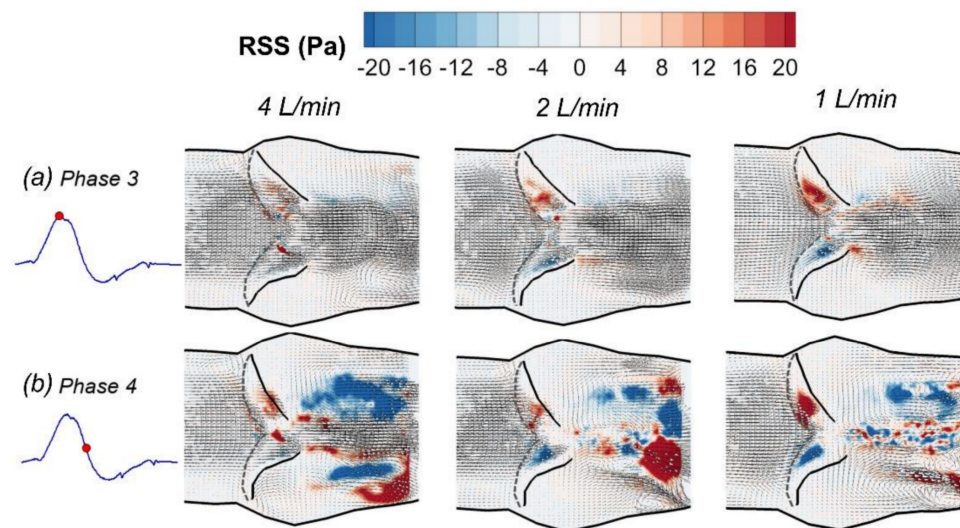 RSS (Pa)
-20 -16 -12 -8 -4 0 4 8 12 16 20
4 L/min
2 L/min
1 L/min
(a) Phase 3
(b) Phase 4